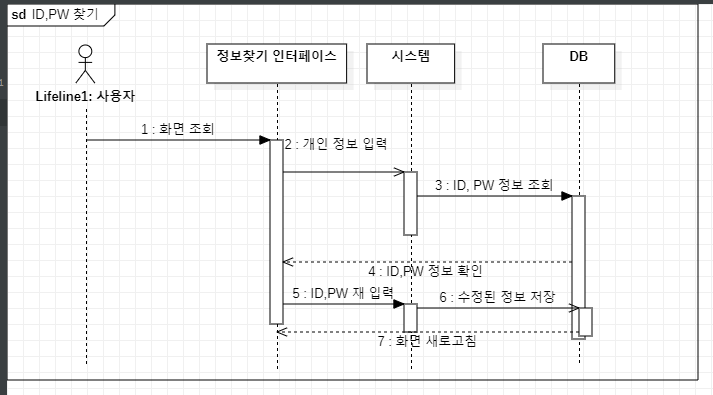 sd ID,PW 찾기
Lifeline1: 사용자
정보찾기 인터페이스
시스템
DB
1 : 화면 조회
2 : 개인 정보 입력
3 : ID, PW 정보 조회
4 : ID,PW 정보 확인
5 : ID,PW 재 입력
6 : 수정된 정보 저장
7 : 화면 새로고침